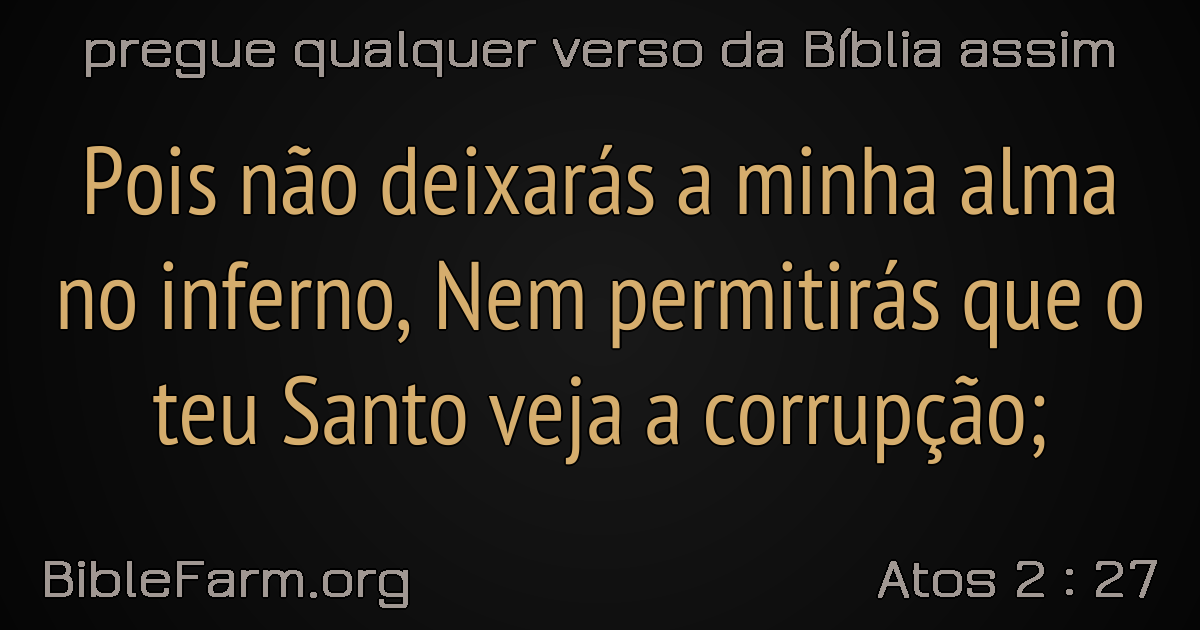 pregue qualquer verso da Bíblia assim
Pois não deixarás a minha alma
no inferno, Nem permitirás que o
teu Santo veja a corrupção;
BibleFarm.org
Atos 2 : 27